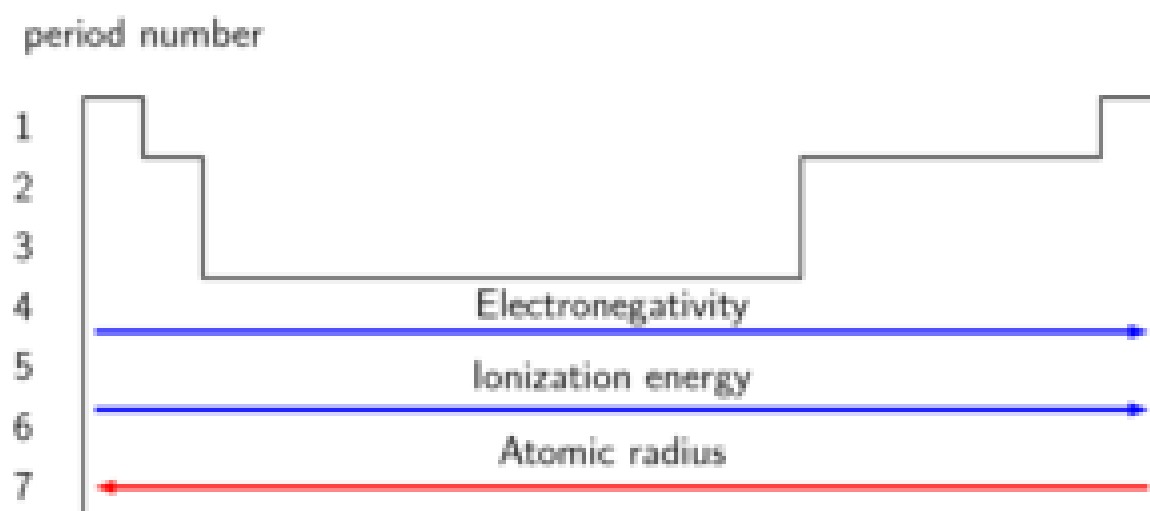 period number
1
2
3
4
Electronegativity
5
Ionization energy
6
Atomic radius
7